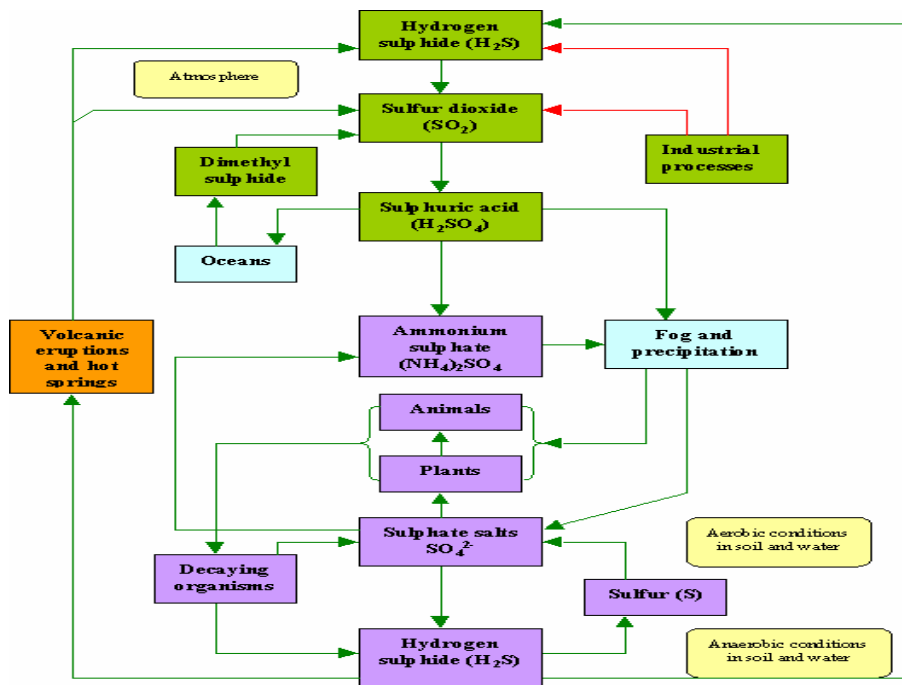 Hydrogen
sulphide (H₂S)
Atmosphere
Sulfur dioxide
(SO₂)
Dimethyl
sulphide
Industrial
processes
Sulphuric acid
(H₂SO₄)
Oceans
Volcanic
eruptions
and hot
springs
Ammonium
sulphate
(NH₄)₂SO₄
Fog and
precipitation
Animals
Plants
Sulphate salts
SO₄²⁻
Aerobic conditions
in soil and water
Decaying
organisms
Sulfur (S)
Hydrogen
sulphide (H₂S)
Anaerobic conditions
in soil and water